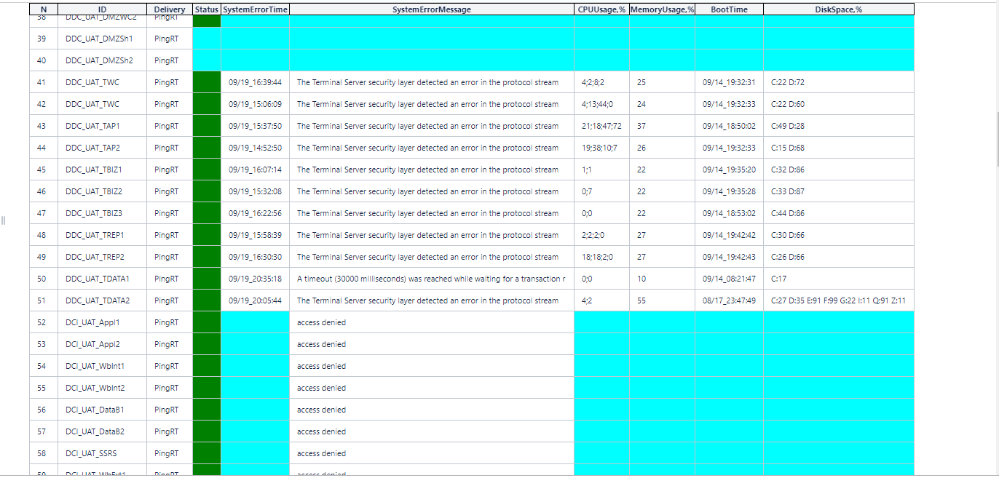 N ID Delivery Status SystemErrorTime SystemErrorMessage CPUUsage,% MemoryUsage,% BootTime DiskSpace,%
38 DDC_UAT_DMZWC2 PingRT
39 DDC_UAT_DMZSh1 PingRT
40 DDC_UAT_DMZSh2 PingRT
41 DDC_UAT_TWC PingRT 09/19_16:39:44 The Terminal Server security layer detected an error in the protocol stream 4;2;8;2 25 09/14_19:32:31 C:22 D:72
42 DDC_UAT_TWC PingRT 09/19_15:06:09 The Terminal Server security layer detected an error in the protocol stream 4;13;44;0 24 09/14_19:32:33 C:22 D:60
43 DDC_UAT_TAP1 PingRT 09/19_15:37:50 The Terminal Server security layer detected an error in the protocol stream 21;18;47;72 37 09/14_18:50:02 C:49 D:28
44 DDC_UAT_TAP2 PingRT 09/19_14:52:50 The Terminal Server security layer detected an error in the protocol stream 19;38;10;7 26 09/14_19:32:33 C:15 D:68
45 DDC_UAT_TBIZ1 PingRT 09/19_16:07:14 The Terminal Server security layer detected an error in the protocol stream 1;1 22 09/14_19:35:20 C:32 D:86
46 DDC_UAT_TBIZ2 PingRT 09/19_15:32:08 The Terminal Server security layer detected an error in the protocol stream 0;7 22 09/14_19:35:28 C:33 D:87
47 DDC_UAT_TBIZ3 PingRT 09/19_16:22:56 The Terminal Server security layer detected an error in the protocol stream 0;0 22 09/14_18:53:02 C:44 D:86
48 DDC_UAT_TREP1 PingRT 09/19_15:58:39 The Terminal Server security layer detected an error in the protocol stream 2;2;2;0 27 09/14_19:42:42 C:30 D:66
49 DDC_UAT_TREP2 PingRT 09/19_16:30:30 The Terminal Server security layer detected an error in the protocol stream 18;18;2;0 27 09/14_19:42:43 C:26 D:66
50 DDC_UAT_TDATA1 PingRT 09/19_20:35:18 A timeout (30000 milliseconds) was reached while waiting for a transaction r 0;0 10 09/14_08:21:47 C:17
51 DDC_UAT_TDATA2 PingRT 09/19_20:05:44 The Terminal Server security layer detected an error in the protocol stream 4;2 55 08/17_23:47:49 C:27 D:35 E:91 F:99 G:22 I:11 Q:91 Z:11
52 DCI_UAT_Appl1 PingRT access denied
53 DCI_UAT_Appl2 PingRT access denied
54 DCI_UAT_WbInt1 PingRT access denied
55 DCI_UAT_WbInt2 PingRT access denied
56 DCI_UAT_DataB1 PingRT access denied
57 DCI_UAT_DataB2 PingRT access denied
58 DCI_UAT_SSRS PingRT access denied
59 DCI_UAT_WbExt1 PingRT access denied